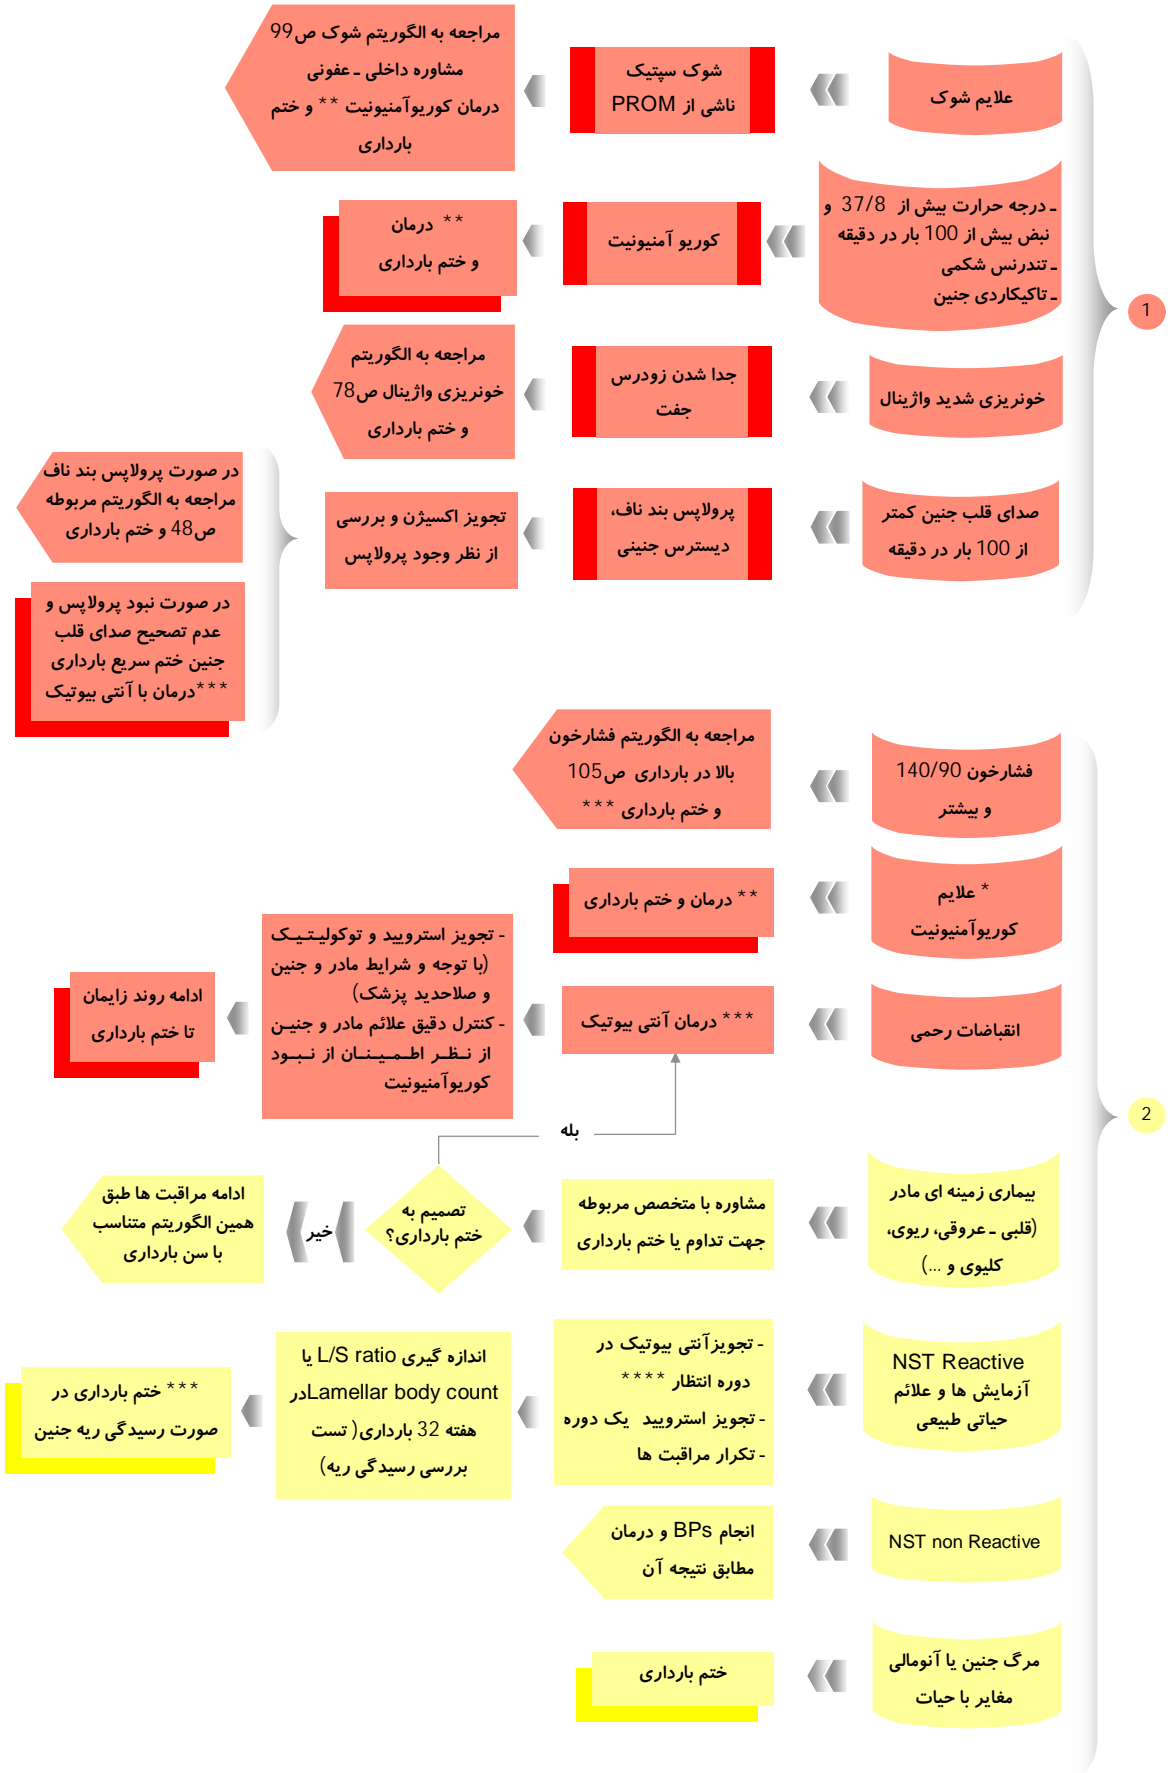 1
علایم شوک
شوک سپتیک
ناشی از PROM
مراجعه به الگوریتم شوک ص99
مشاوره داخلی ـ عفونی
درمان کوریوآمنیونیت ** و ختم
بارداری
ـ درجه حرارت بیش از 37/8 و
نبض بیش از 100 بار در دقیقه
ـ تندرنس شکمی
ـ تاکیکاردی جنین
کوریو آمنیونیت
** درمان
و ختم بارداری
خونریزی شدید واژینال
جدا شدن زودرس
جفت
مراجعه به الگوریتم
خونریزی واژینال ص78
و ختم بارداری
صدای قلب جنین کمتر
از 100 بار در دقیقه
پرولاپس بند ناف،
دیسترس جنینی
تجویز اکسیژن و بررسی
از نظر وجود پرولاپس
در صورت پرولاپس بند ناف
مراجعه به الگوریتم مربوطه
ص48 و ختم بارداری
در صورت نبود پرولاپس و
عدم تصحیح صدای قلب
جنین ختم سریع بارداری
***درمان با آنتی بیوتیک
2
فشارخون 140/90
و بیشتر
مراجعه به الگوریتم فشارخون
بالا در بارداری ص105
و ختم بارداری ***
* علایم
کوریوآمنیونیت
** درمان و ختم بارداری
انقباضات رحمی
*** درمان آنتی بیوتیک
- تجویز استرویید و توکولیتیک
(با توجه و شرایط مادر و جنین
و صلاحدید پزشک)
- کنترل دقیق علائم مادر و جنین
از نظر اطمینان از نبود
کوریوآمنیونیت
ادامه روند زایمان
تا ختم بارداری
بیماری زمینه ای مادر
(قلبی ـ عروقی، ریوی،
کلیوی و ...)
مشاوره با متخصص مربوطه
جهت تداوم یا ختم بارداری
تصمیم به
ختم بارداری؟
بله
خیر
ادامه مراقبت ها طبق
همین الگوریتم متناسب
با سن بارداری
NST Reactive
آزمایش ها و علائم
حیاتی طبیعی
- تجویزآنتی بیوتیک در
دوره انتظار ****
- تجویز استرویید یک دوره
- تکرار مراقبت ها
اندازه گیری L/S ratio یا
Lamellar body countدر
هفته 32 بارداری( تست
بررسی رسیدگی ریه)
*** ختم بارداری در
صورت رسیدگی ریه جنین
NST non Reactive
انجام BPs و درمان
مطابق نتیجه آن
مرگ جنین یا آنومالی
مغایر با حیات
ختم بارداری